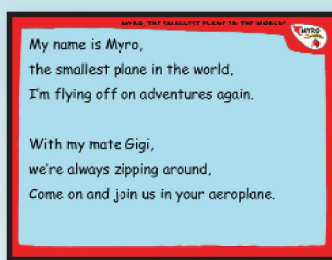 MYRO, THE SMALLEST PLANE IN THE WORLD!
MYRO
My name is Myro,
the smallest plane in the world,
I'm flying off on adventures again.
With my mate Gigi,
we're always zipping around,
Come on and join us in your aeroplane.